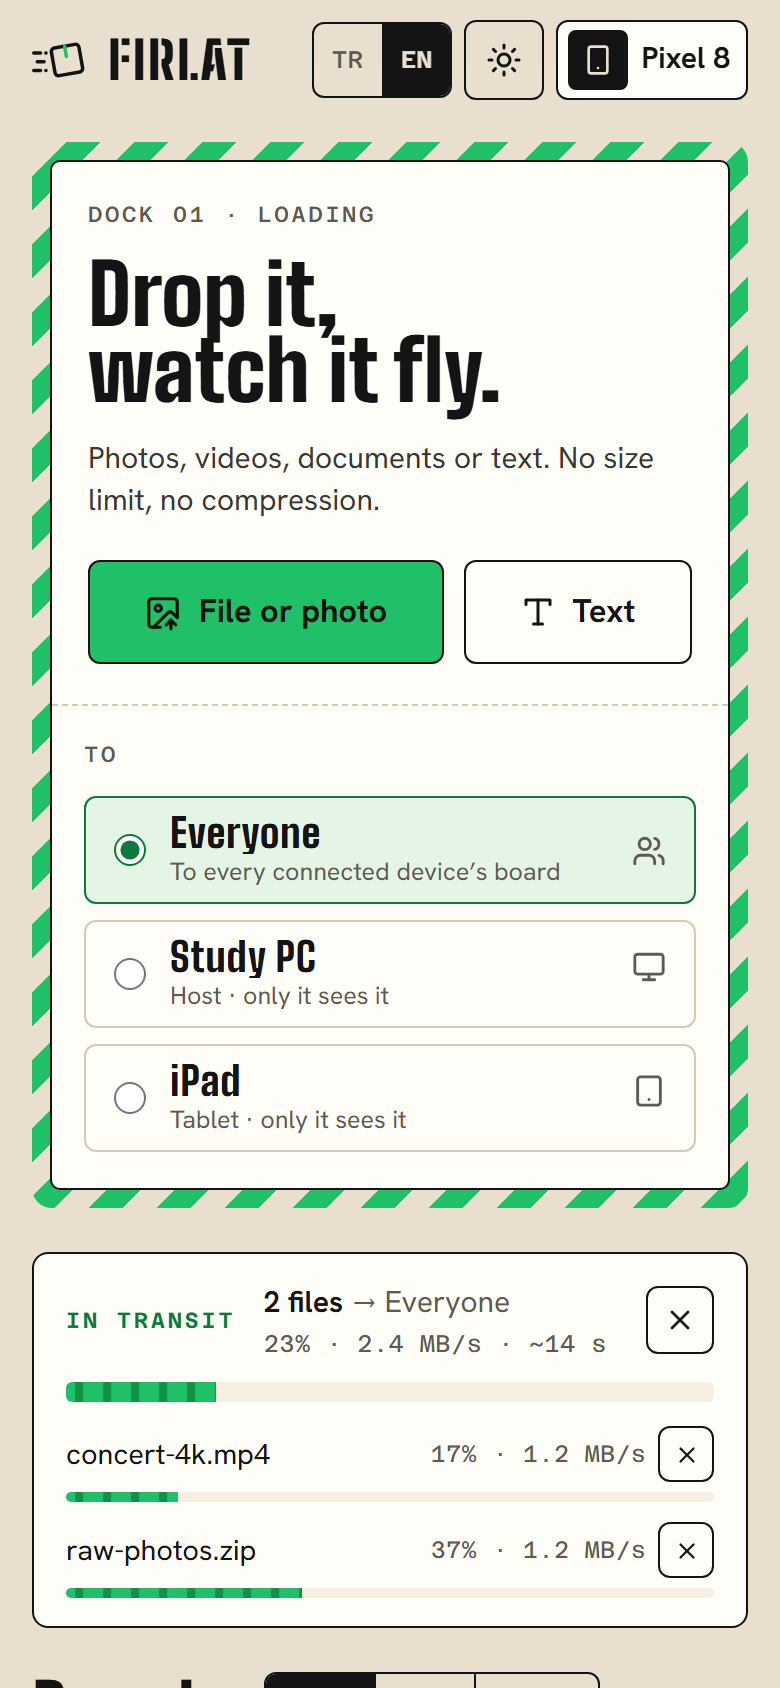 FIRLAT
TR EN
Pixel 8
DOCK 01 · LOADING
Drop it,
watch it fly.
Photos, videos, documents or text. No size
limit, no compression.
File or photo
Text
TO
Everyone
To every connected device’s board
Study PC
Host · only it sees it
iPad
Tablet · only it sees it
IN TRANSIT
2 files → Everyone
23% · 2.4 MB/s · ~14 s
concert-4k.mp4
17% · 1.2 MB/s
raw-photos.zip
37% · 1.2 MB/s